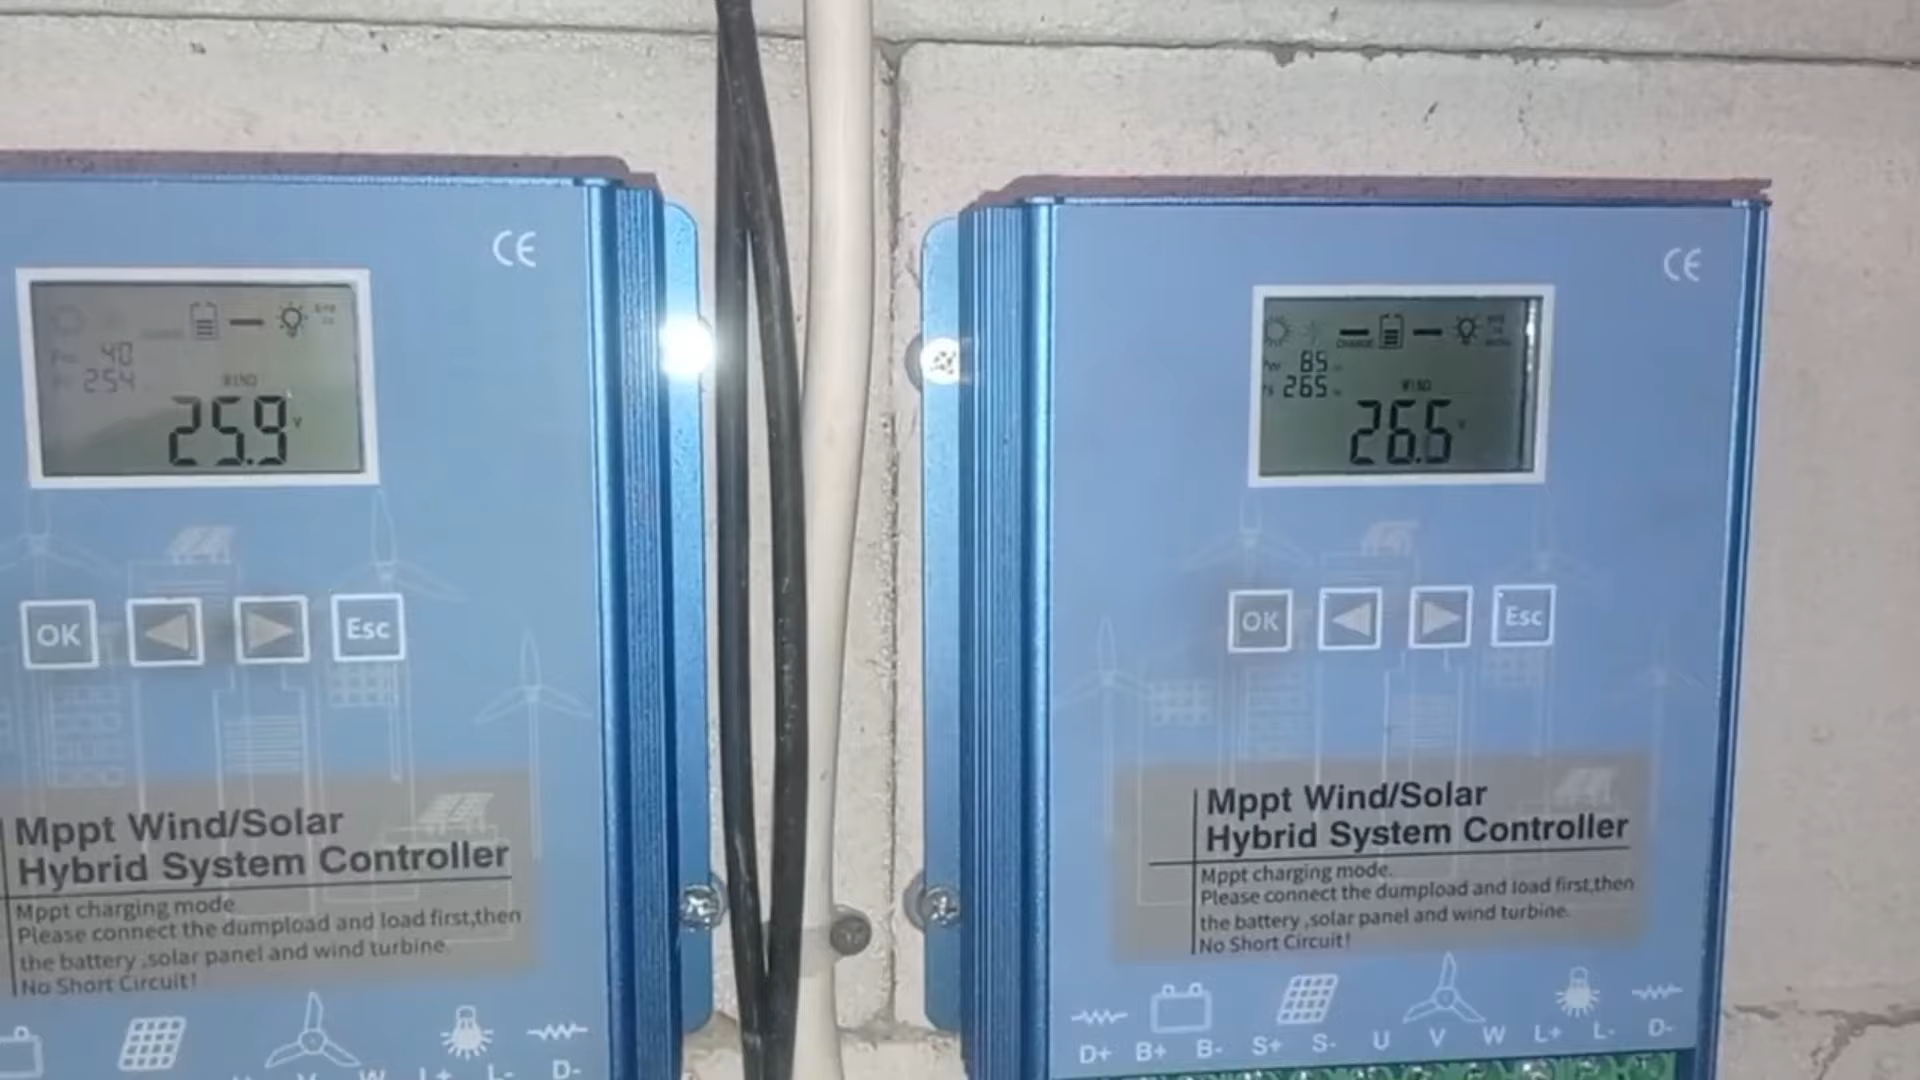 CE
40
254
WIND
25.9 V
OK
Esc
Mppt Wind/Solar
Hybrid System Controller
Mppt charging mode
Please connect the dumpload and load first,then
the battery ,solar panel and wind turbine.
No Short Circuit!
W L+ L- D-
CE
CHARGE
85
265
WIND
26.6
OK
Esc
Mppt Wind/Solar
Hybrid System Controller
Mppt charging mode.
Please connect the dumpload and load first,then
the battery ,solar panel and wind turbine.
No Short Circuit!
D+ B+ B- S+ S- U V W L+ L- D-